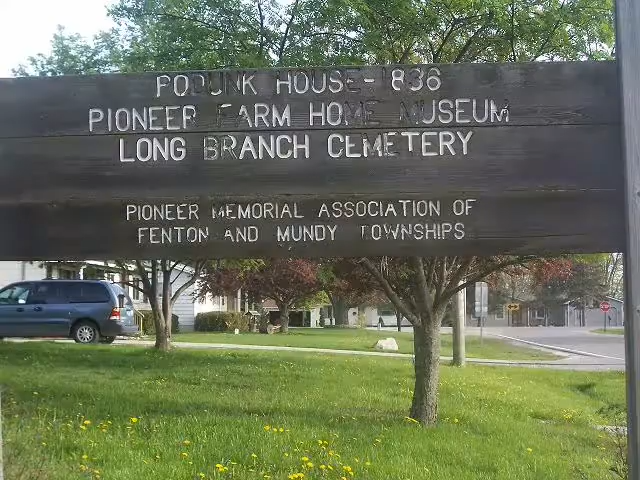 PODUNK HOUSE - 1836
PIONEER FARM HOME MUSEUM
LONG BRANCH CEMETERY
PIONEER MEMORIAL ASSOCIATION OF
FENTON AND MUNDY TOWNSHIPS